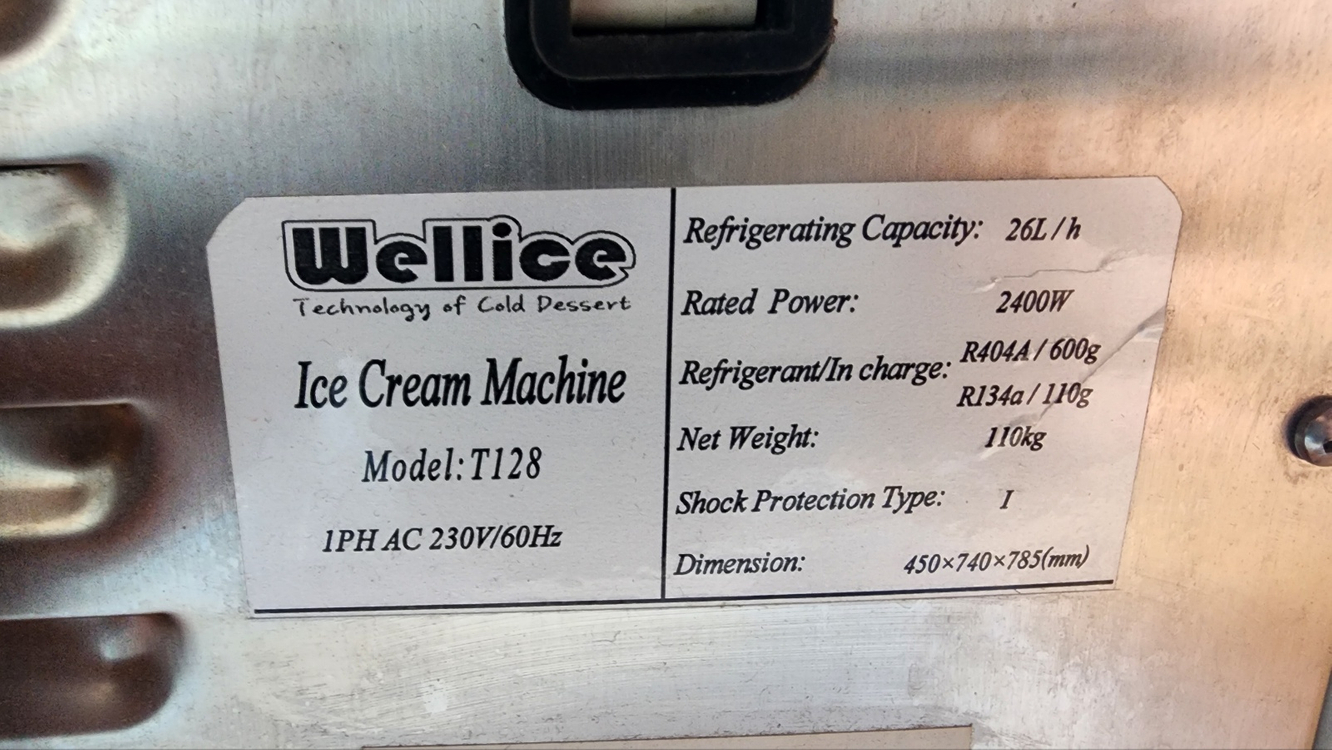 Wellice
Technology of Cold Dessert
Ice Cream Machine
Model: T128
1PH AC 230V/60Hz
Refrigerating Capacity: 26L/h
Rated Power: 2400W
Refrigerant/In charge: R404A/600g
R134a/110g
Net Weight: 110kg
Shock Protection Type: I
Dimension: 450×740×785(mm)